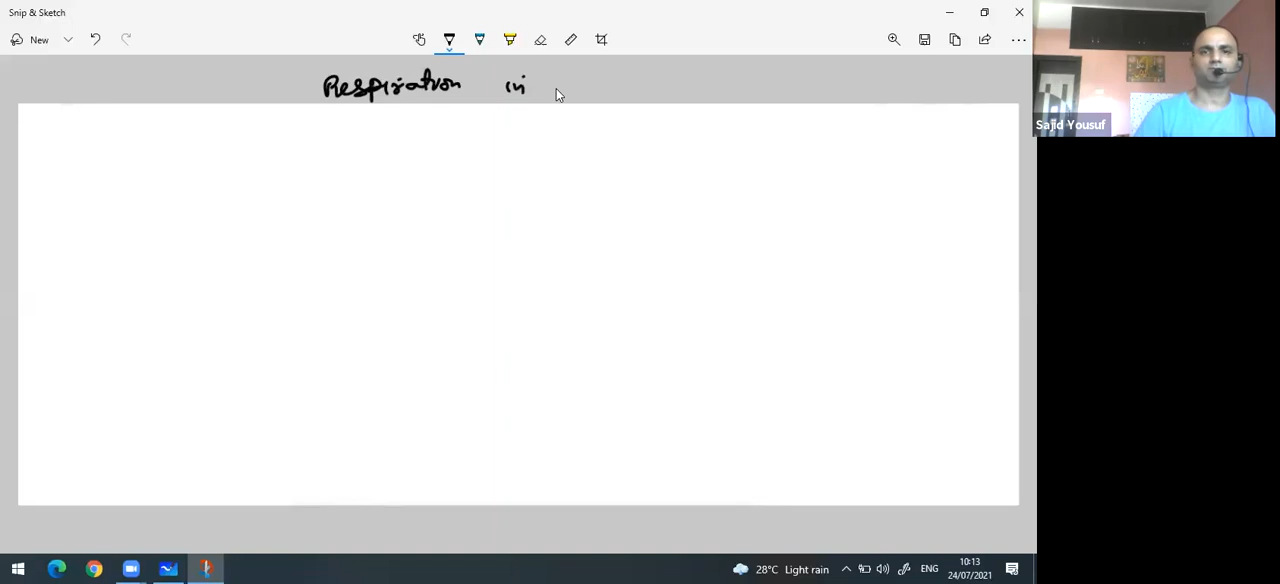 Snip & Sketch
New
Respiration in
Sajid Yousuf
28°C Light rain
ENG
10:13
24/07/2021